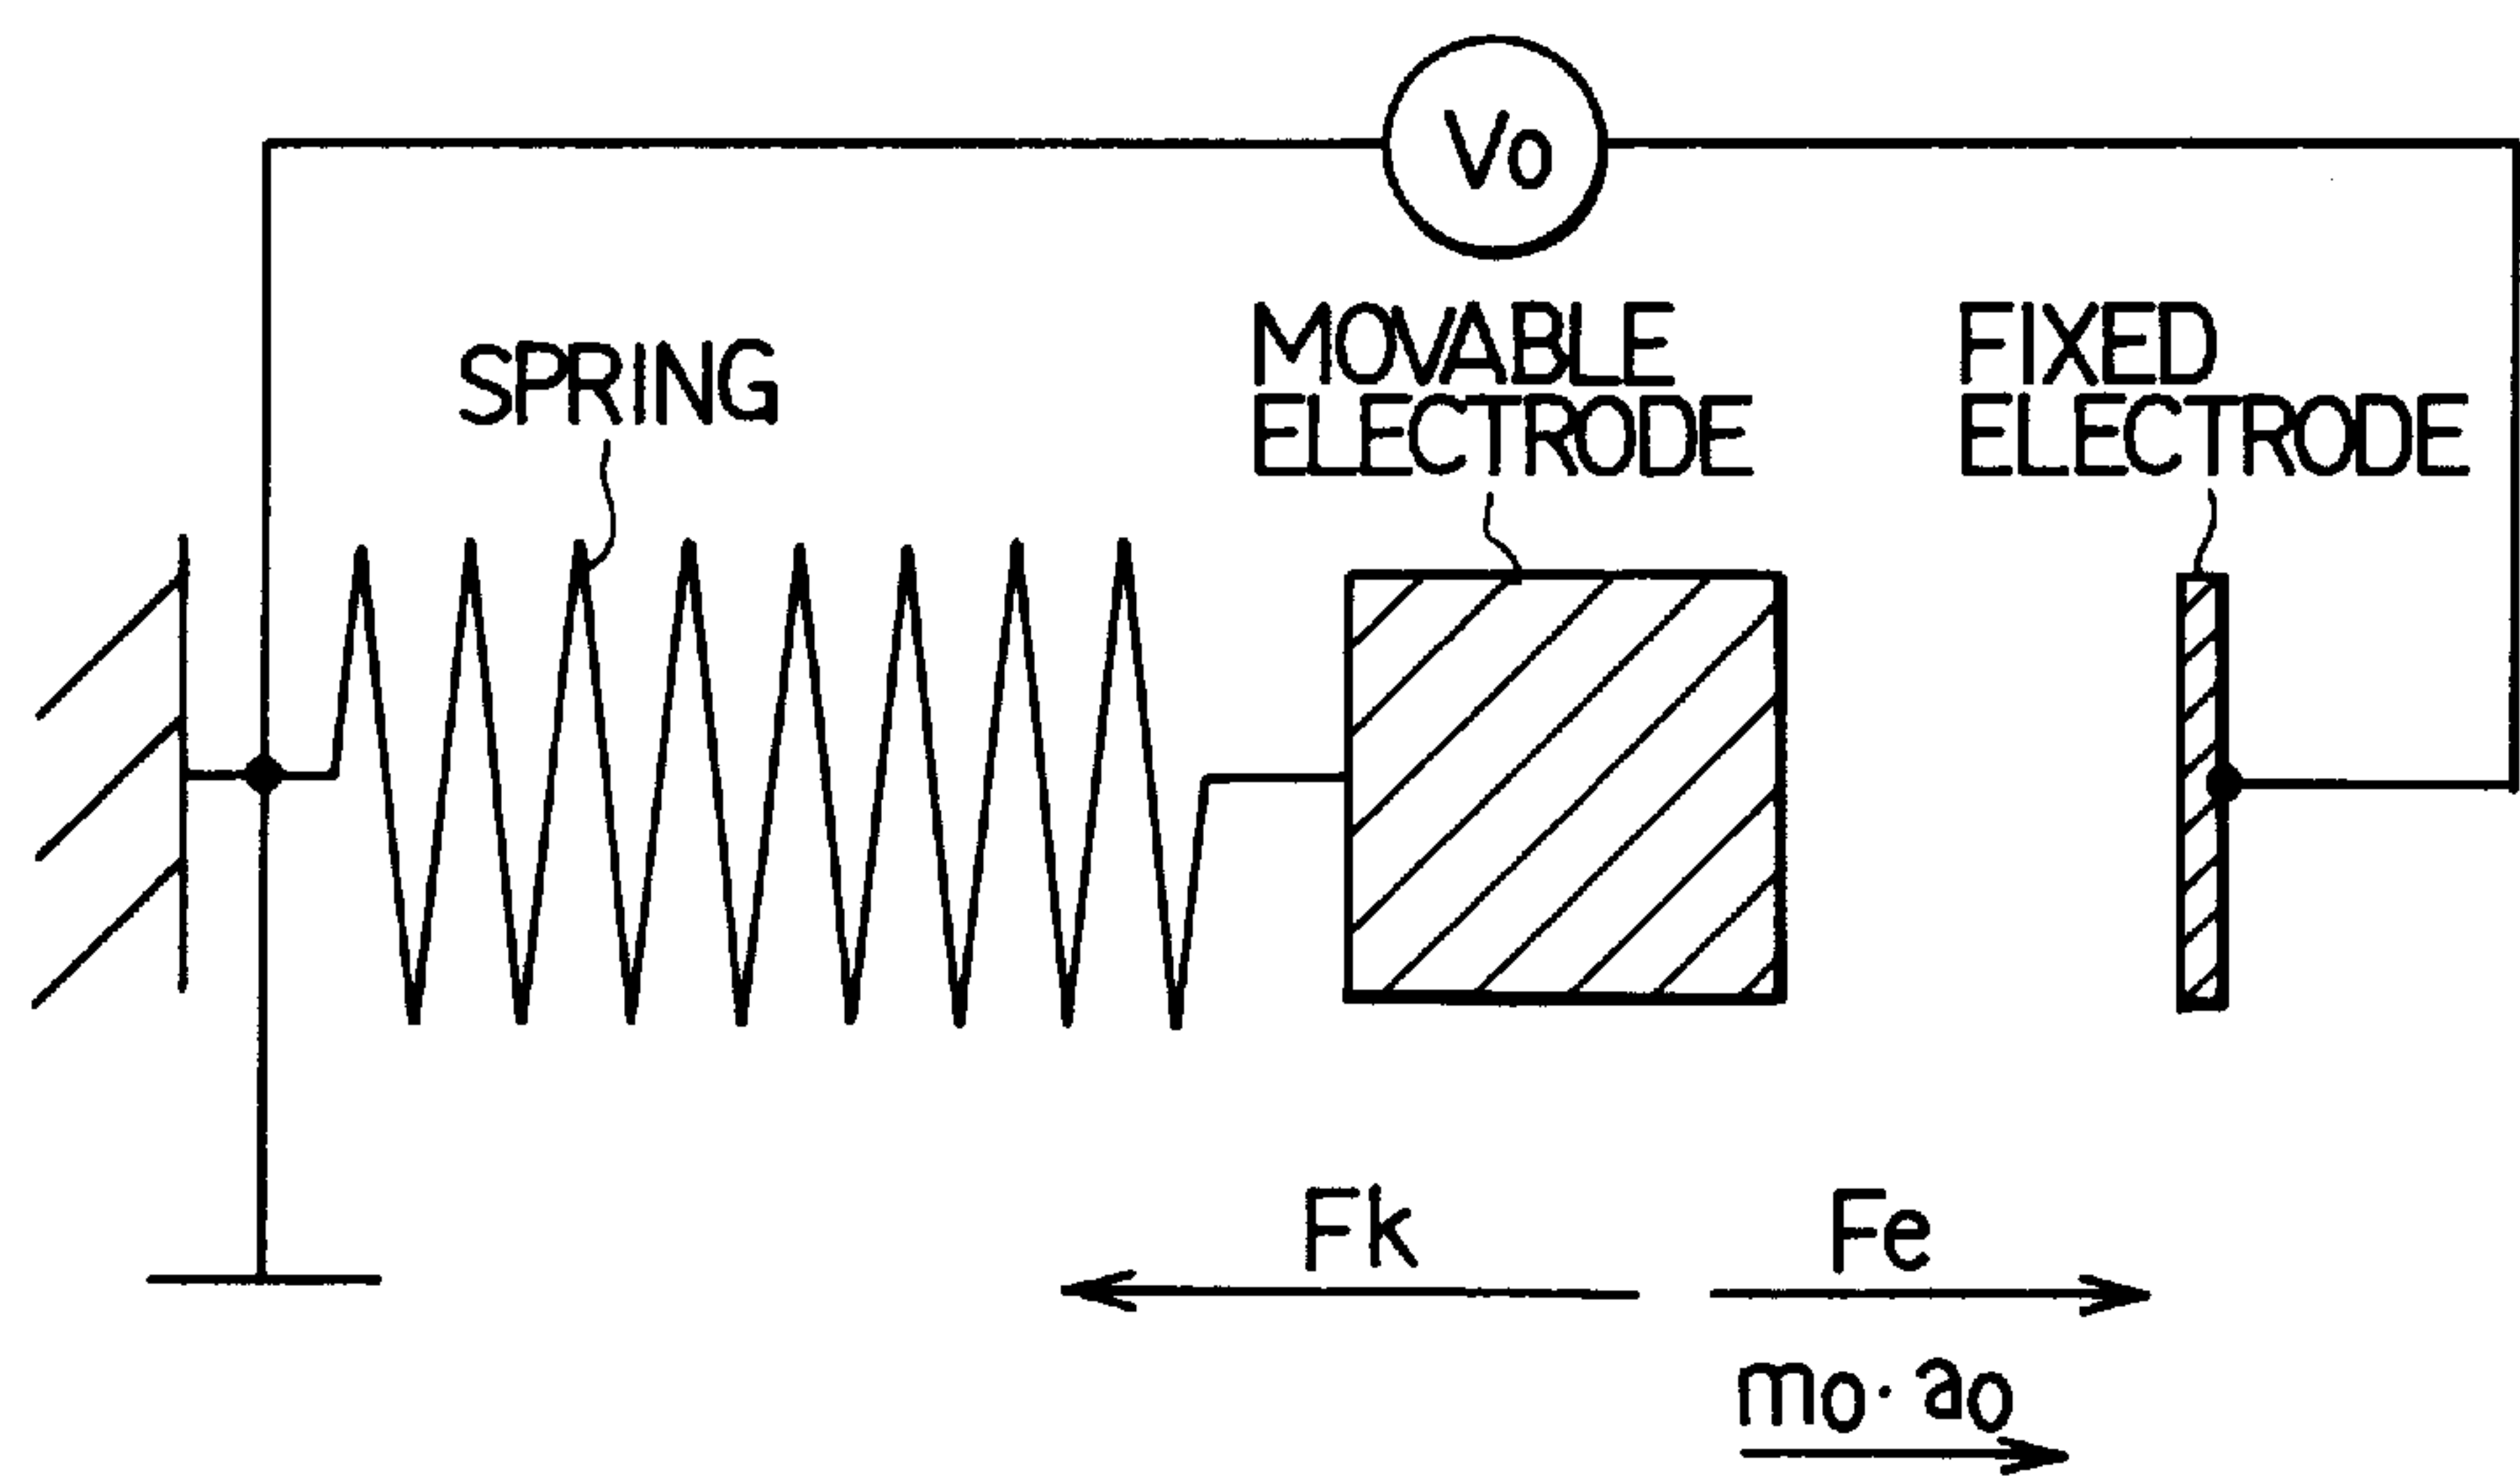 Vo
SPRING
MOVABLE
ELECTRODE
FIXED
ELECTRODE
Fk
Fe
mo·ao